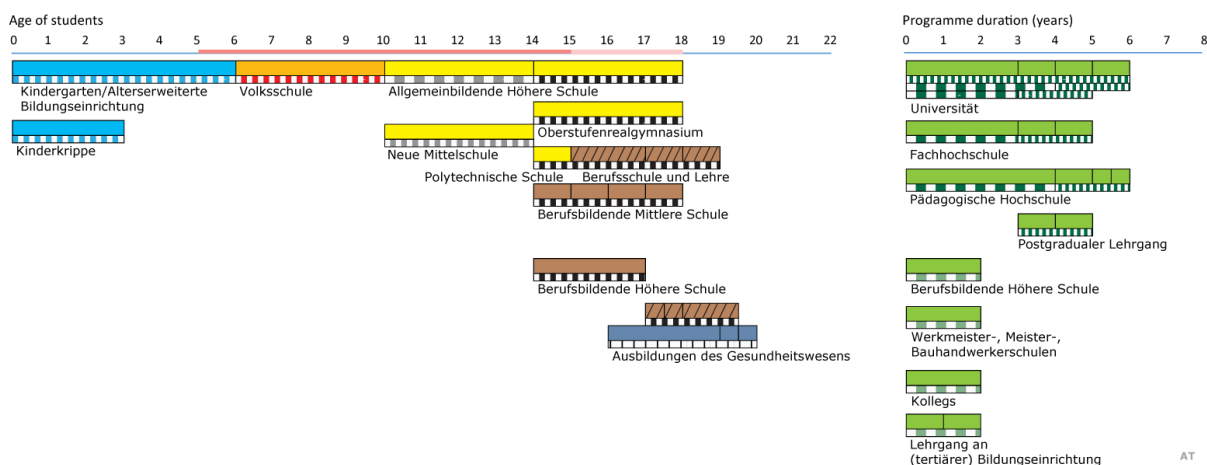 Age of students
Programme duration (years)
0 1 2 3 4 5 6 7 8 9 10 11 12 13 14 15 16 17 18 19 20 21 22
0 1 2 3 4 5 6 7 8
Kindergarten/Alterserweiterte
Bildungseinrichtung
Volksschule
Allgemeinbildende Höhere Schule
Kinderkrippe
Oberstufenrealgymnasium
Neue Mittelschule
Polytechnische Schule
Berufsschule und Lehre
Berufsbildende Mittlere Schule
Berufsbildende Höhere Schule
Ausbildungen des Gesundheitswesens
Universität
Fachhochschule
Pädagogische Hochschule
Postgradualer Lehrgang
Berufsbildende Höhere Schule
Werkmeister-, Meister-,
Bauhandwerkerschulen
Kollegs
Lehrgang an
(tertiärer) Bildungseinrichtung
AT